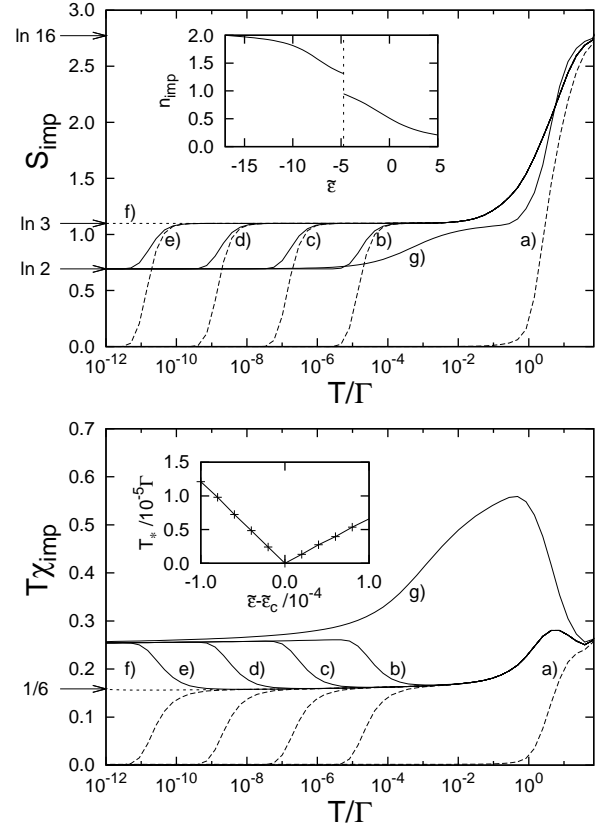 ln 16
ln 3
ln 2
3.0
2.5
2.0
1.5
1.0
0.5
0.0
S_imp
2.0
1.5
1.0
0.5
0.0
n_imp
-15 -10 -5 0 5
ε̃
f)
e) d) c) b) g) a)
10^-12 10^-10 10^-8 10^-6 10^-4 10^-2 10^0
T/Γ
0.7
0.6
0.5
0.4
0.3
0.2
0.1
0.0
1/6
Tχ_imp
1.5
1.0
0.5
0.0
T_* /10^-5Γ
-1.0 0.0 1.0
ε̃-ε̃_c /10^-4
g)
f) e) d) c) b) a)
10^-12 10^-10 10^-8 10^-6 10^-4 10^-2 10^0
T/Γ